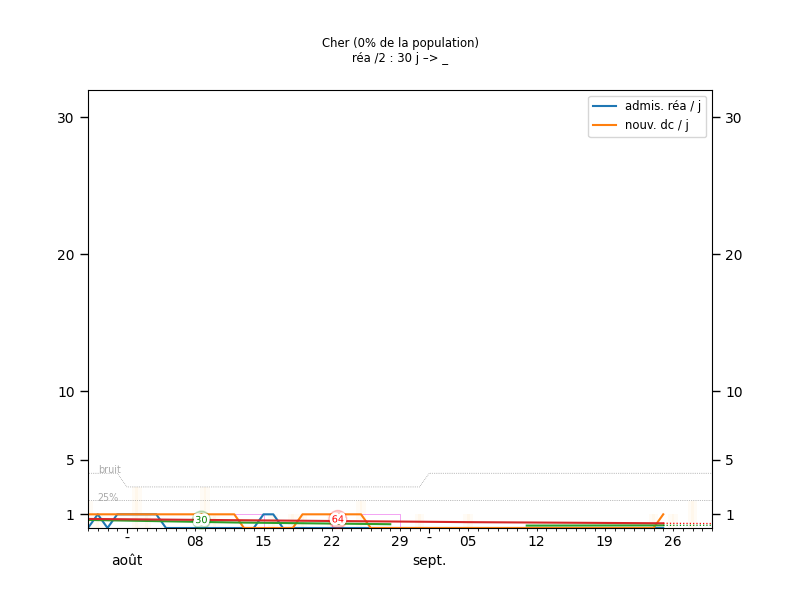 Cher (0% de la population)
réa /2 : 30 j –> _
admis. réa / j
nouv. dc / j
30 30
20 20
10 10
5 5
bruit
25%
1 30 64 1
- 08 15 22 29 - 05 12 19 26
août sept.